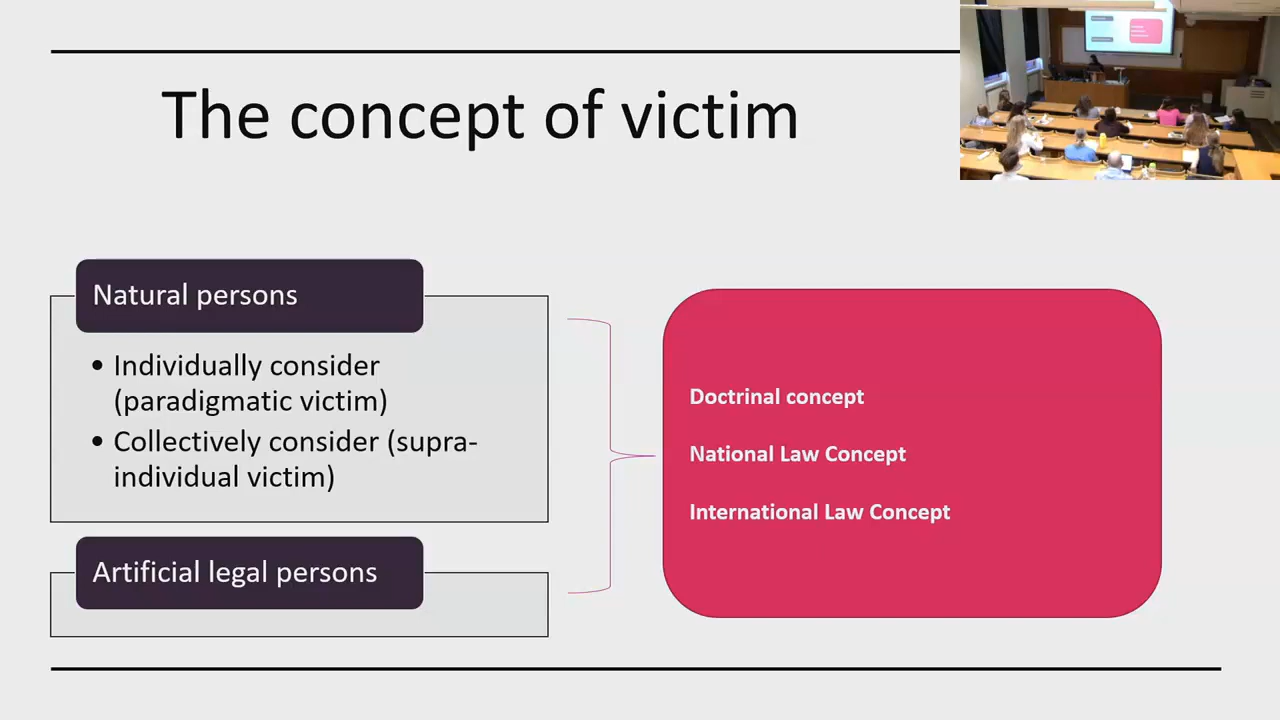 The concept of victim
Natural persons
• Individually consider
(paradigmatic victim)
• Collectively consider (supra-
individual victim)
Artificial legal persons
Doctrinal concept
National Law Concept
International Law Concept